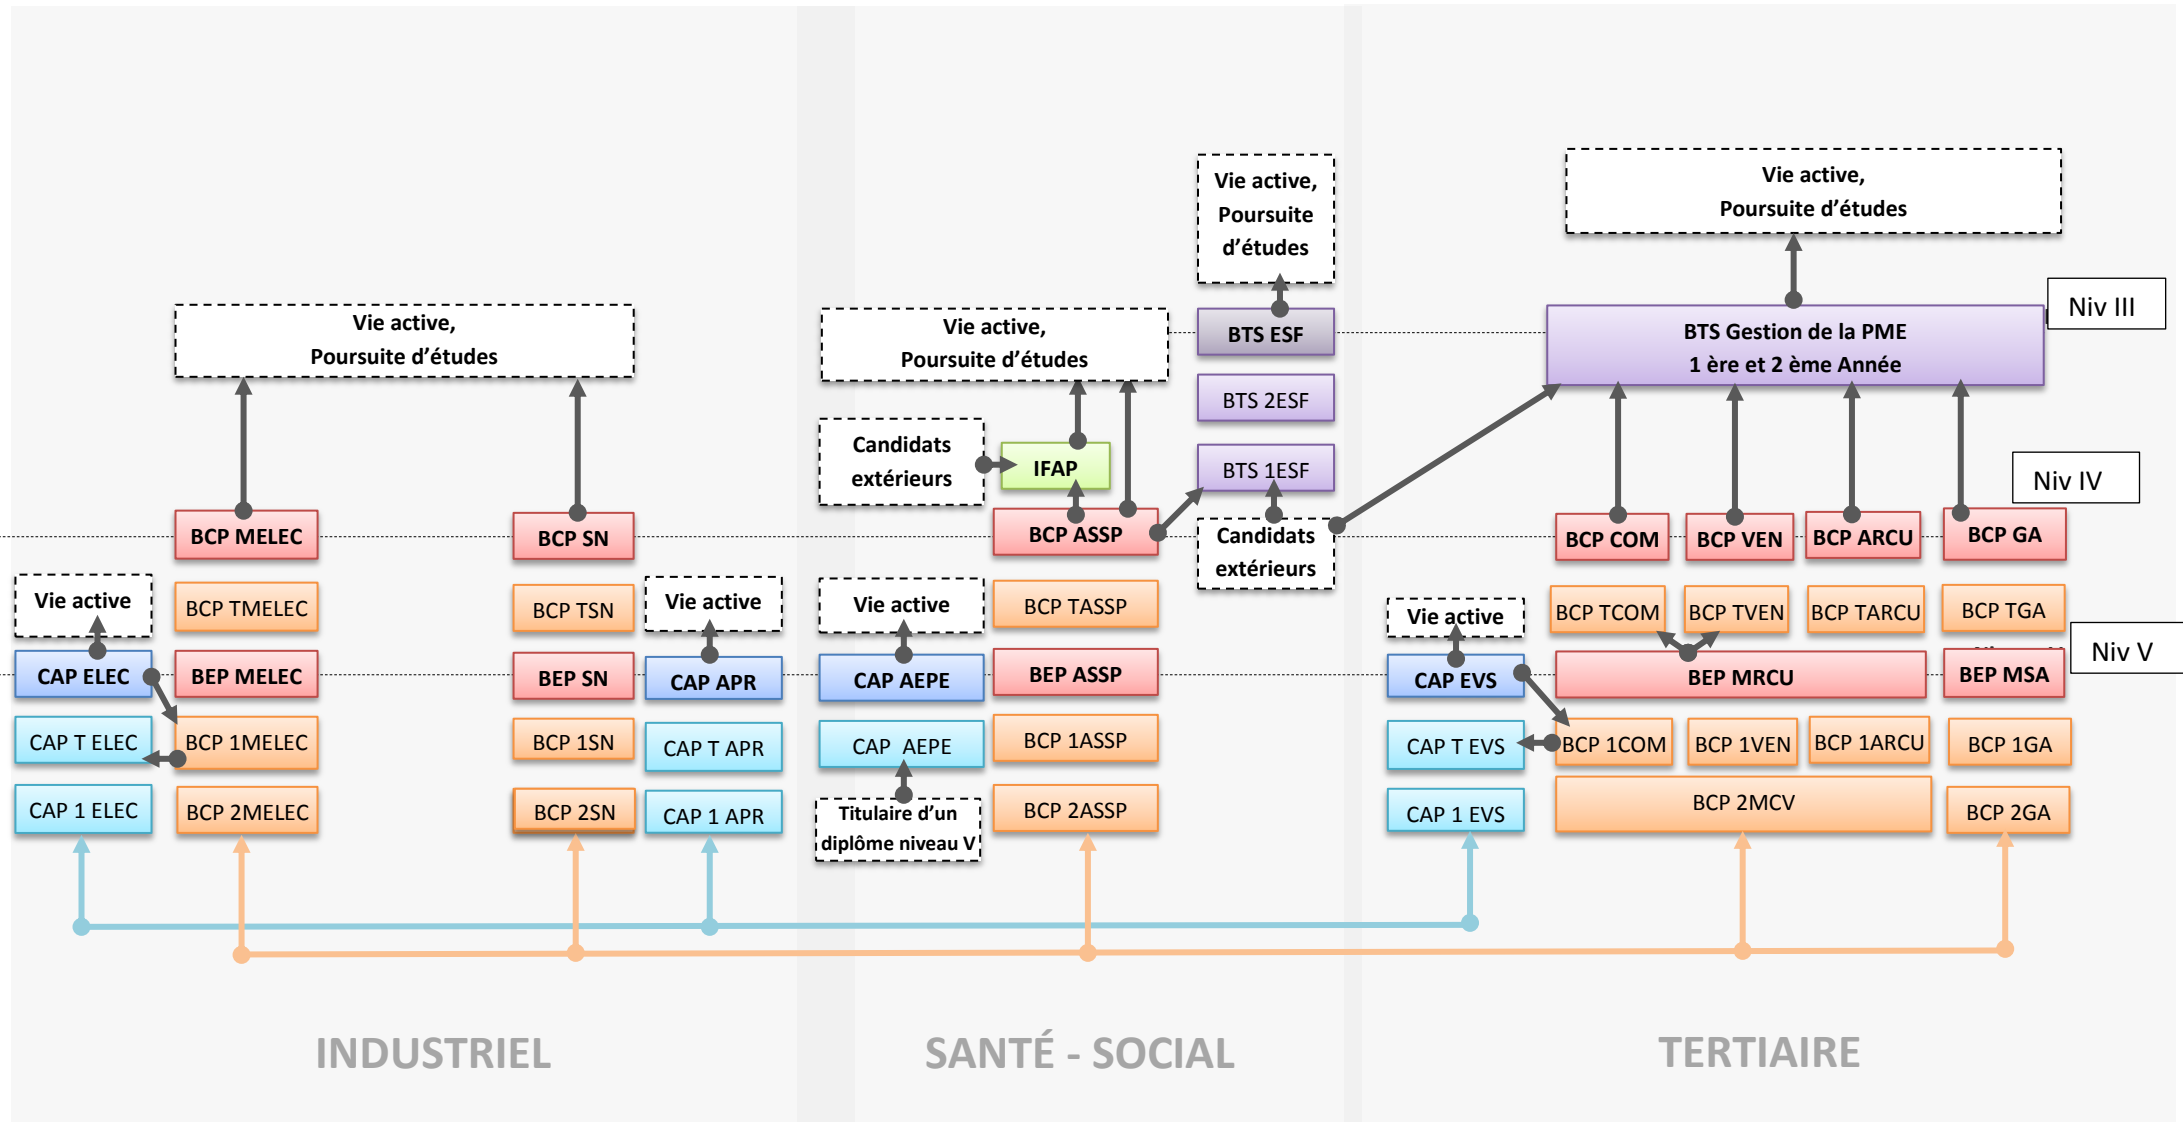 Vie active,
Poursuite
d'études
Vie active,
Poursuite d'études
Niv III
Vie active,
Poursuite d'études
Vie active,
Poursuite d'études
BTS ESF
BTS Gestion de la PME
1 ère et 2 ème Année
BTS 2ESF
Candidats
extérieurs
IFAP
BTS 1ESF
Niv IV
BCP MELEC
BCP SN
BCP ASSP
Candidats
extérieurs
BCP COM
BCP VEN
BCP ARCU
BCP GA
Vie active
BCP TMELEC
BCP TSN
Vie active
Vie active
BCP TASSP
Vie active
BCP TCOM
BCP TVEN
BCP TARCU
BCP TGA
Niv V
CAP ELEC
BEP MELEC
BEP SN
CAP APR
CAP AEPE
BEP ASSP
CAP EVS
BEP MRCU
BEP MSA
CAP T ELEC
BCP 1MELEC
BCP 1SN
CAP T APR
CAP AEPE
BCP 1ASSP
CAP T EVS
BCP 1COM
BCP 1VEN
BCP 1ARCU
BCP 1GA
CAP 1 ELEC
BCP 2MELEC
BCP 2SN
CAP 1 APR
Titulaire d'un
diplôme niveau V
BCP 2ASSP
CAP 1 EVS
BCP 2MCV
BCP 2GA
INDUSTRIEL
SANTÉ - SOCIAL
TERTIAIRE